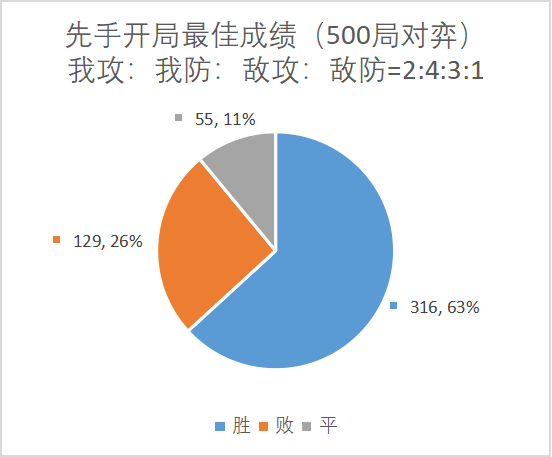 先手开局最佳成绩（500局对弈）
我攻：我防：敌攻：敌防=2:4:3:1
55, 11%
129, 26%
316, 63%
胜 败 平